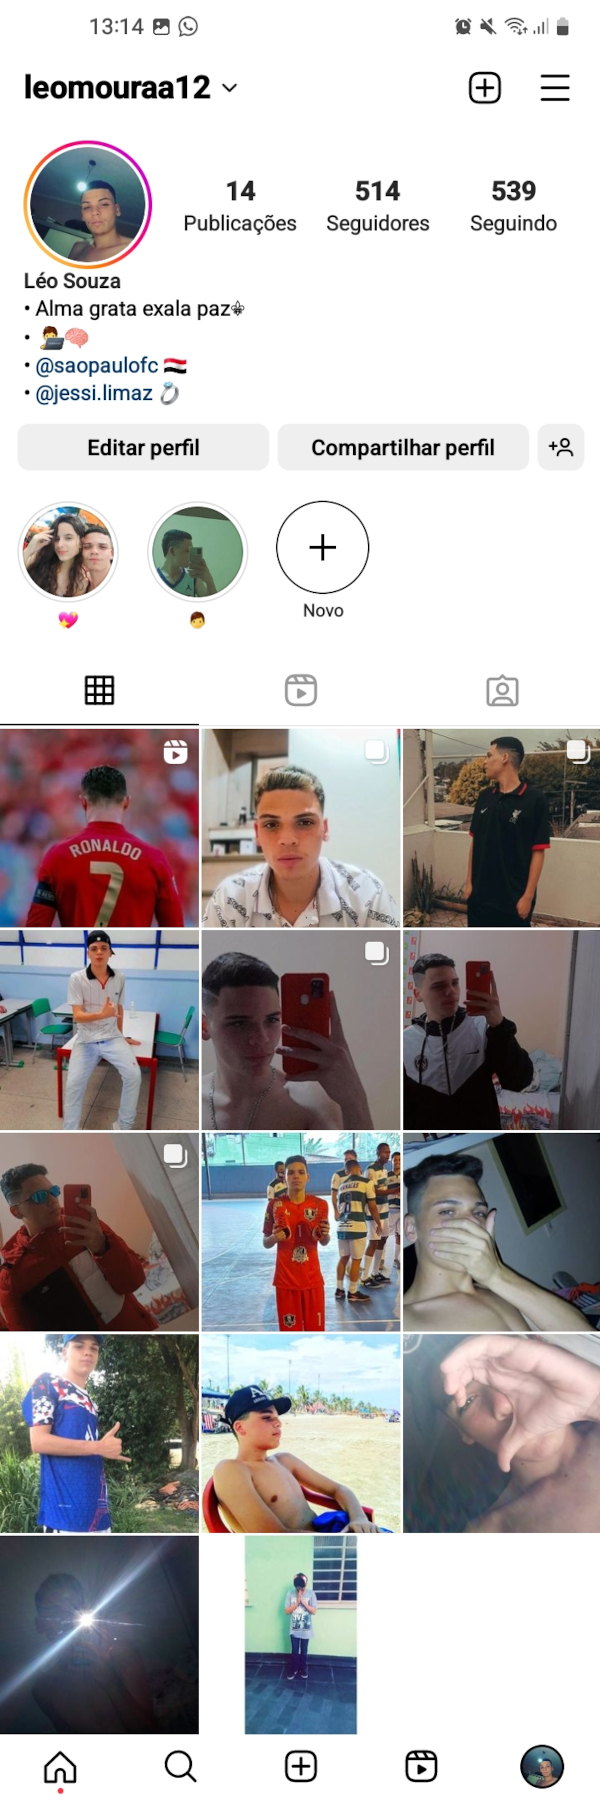 13:14
leomouraa12
14
514
539
Publicações
Seguidores
Seguindo
Léo Souza
• Alma grata exala paz⚜
• 🧑‍💻🧠
• @saopaulofc 🇾🇪
• @jessi.limaz 💍
Editar perfil
Compartilhar perfil
💖
👨
Novo
RONALDO
7
1